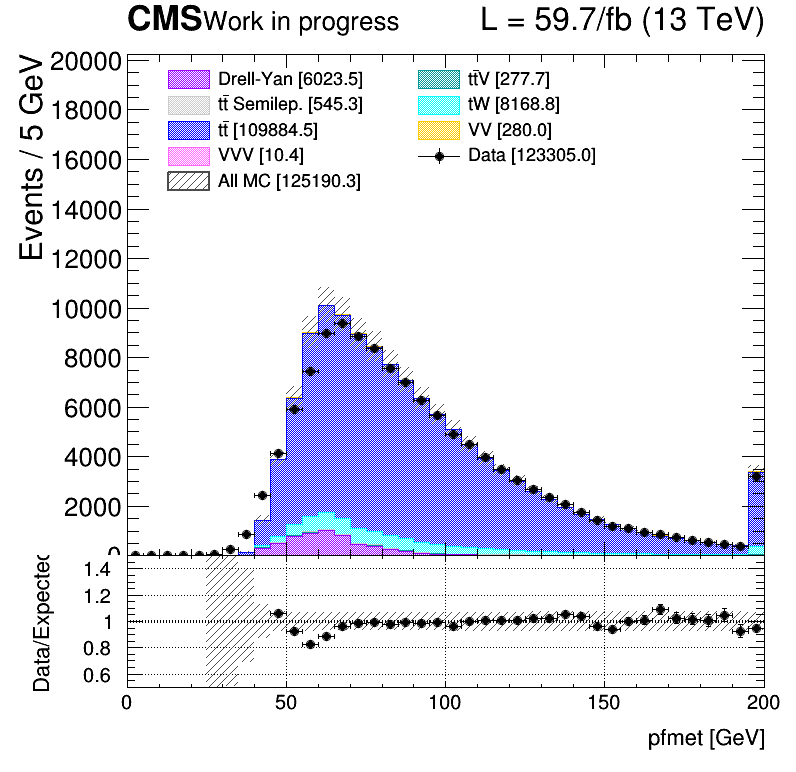 CMS Work in progress L = 59.7/fb (13 TeV)
Events / 5 GeV
20000
18000
16000
14000
12000
10000
8000
6000
4000
2000
0
Drell-Yan [6023.5]
tt̄ Semilep. [545.3]
tt̄ [109884.5]
VVV [10.4]
All MC [125190.3]
tt̄V [277.7]
tW [8168.8]
VV [280.0]
Data [123305.0]
Data/Expected
1.4
1.2
1
0.8
0.6
0 50 100 150 200
pfmet [GeV]